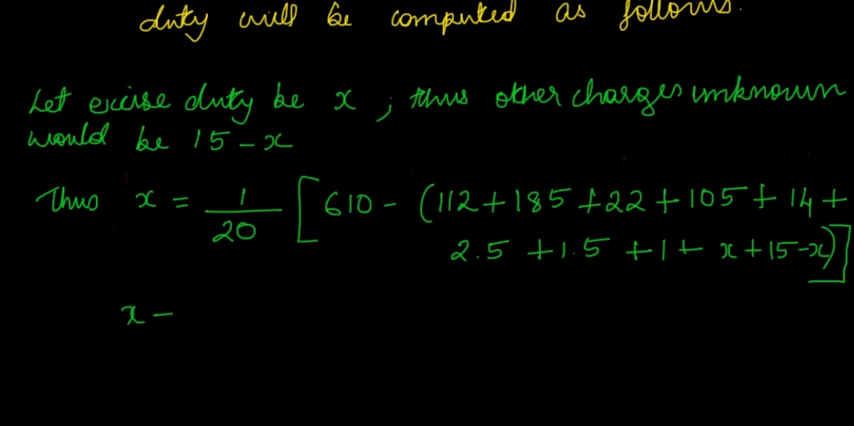 duty will be computed as follows.
Let excise duty be x ; thus other charges unknown
would be 15 - x
Thus x = 1/20 [ 610 - (112 + 185 + 22 + 105 + 14 +
2.5 + 1.5 + 1 + x + 15 - x)]
x -